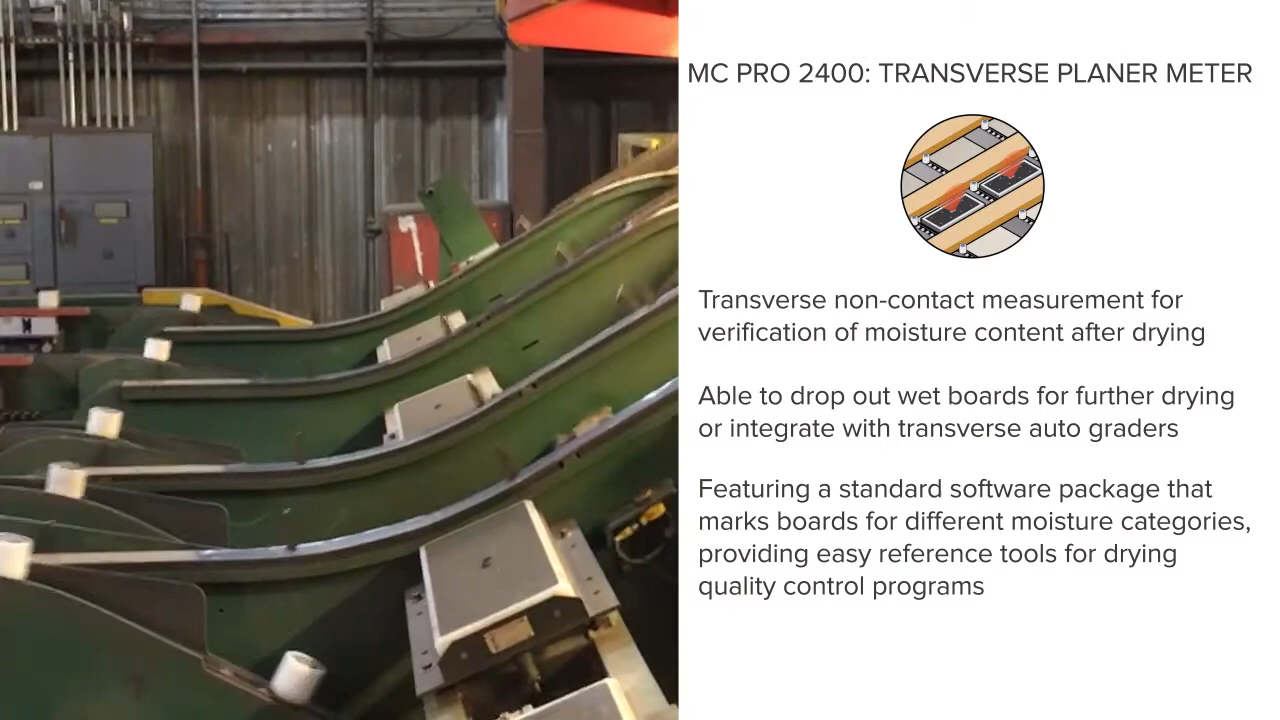 MC PRO 2400: TRANSVERSE PLANER METER
Transverse non-contact measurement for
verification of moisture content after drying
Able to drop out wet boards for further drying
or integrate with transverse auto graders
Featuring a standard software package that
marks boards for different moisture categories,
providing easy reference tools for drying
quality control programs